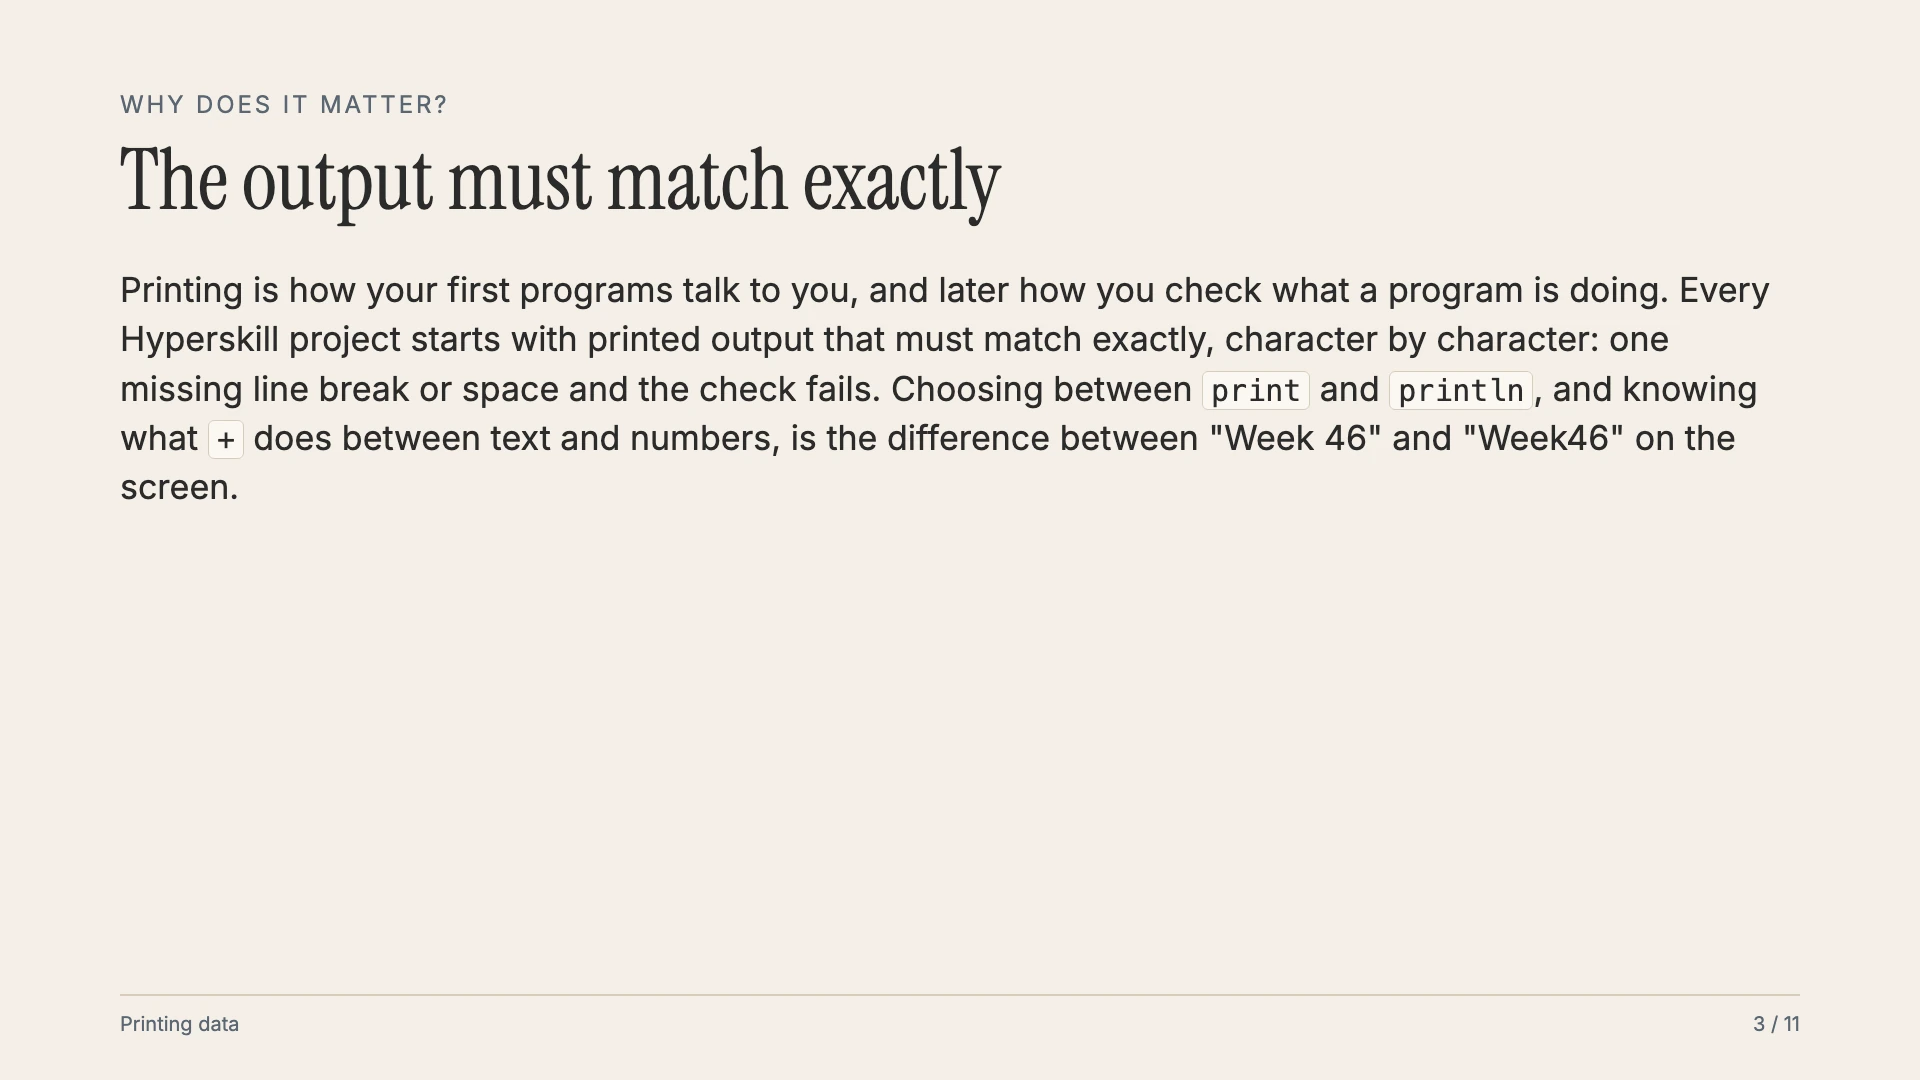 WHY DOES IT MATTER?
The output must match exactly
Printing is how your first programs talk to you, and later how you check what a program is doing. Every
Hyperskill project starts with printed output that must match exactly, character by character: one
missing line break or space and the check fails. Choosing between print and println, and knowing
what + does between text and numbers, is the difference between "Week 46" and "Week46" on the
screen.
Printing data
3 / 11